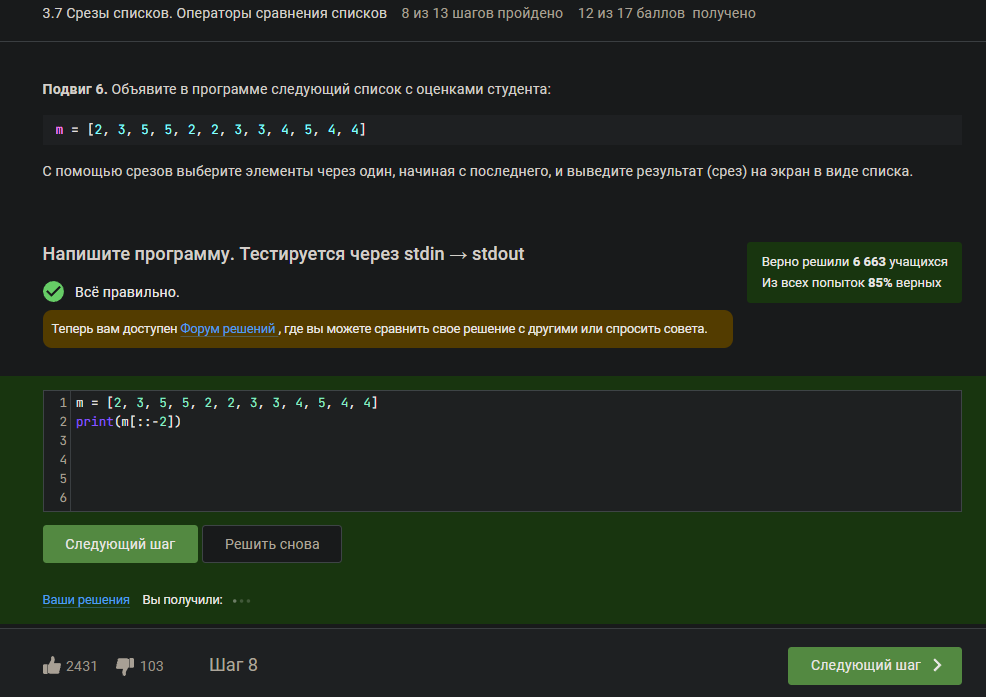 3.7 Срезы списков. Операторы сравнения списков 8 из 13 шагов пройдено 12 из 17 баллов получено
Подвиг 6. Объявите в программе следующий список с оценками студента:
m = [2, 3, 5, 5, 2, 2, 3, 3, 4, 5, 4, 4]
С помощью срезов выберите элементы через один, начиная с последнего, и выведите результат (срез) на экран в виде списка.
Напишите программу. Тестируется через stdin → stdout
Верно решили 6 663 учащихся
Из всех попыток 85% верных
Всё правильно.
Теперь вам доступен Форум решений, где вы можете сравнить свое решение с другими или спросить совета.
1 m = [2, 3, 5, 5, 2, 2, 3, 3, 4, 5, 4, 4]
2 print(m[::-2])
3
4
5
6
Следующий шаг Решить снова
Ваши решения Вы получили:
2431 103 Шаг 8 Следующий шаг